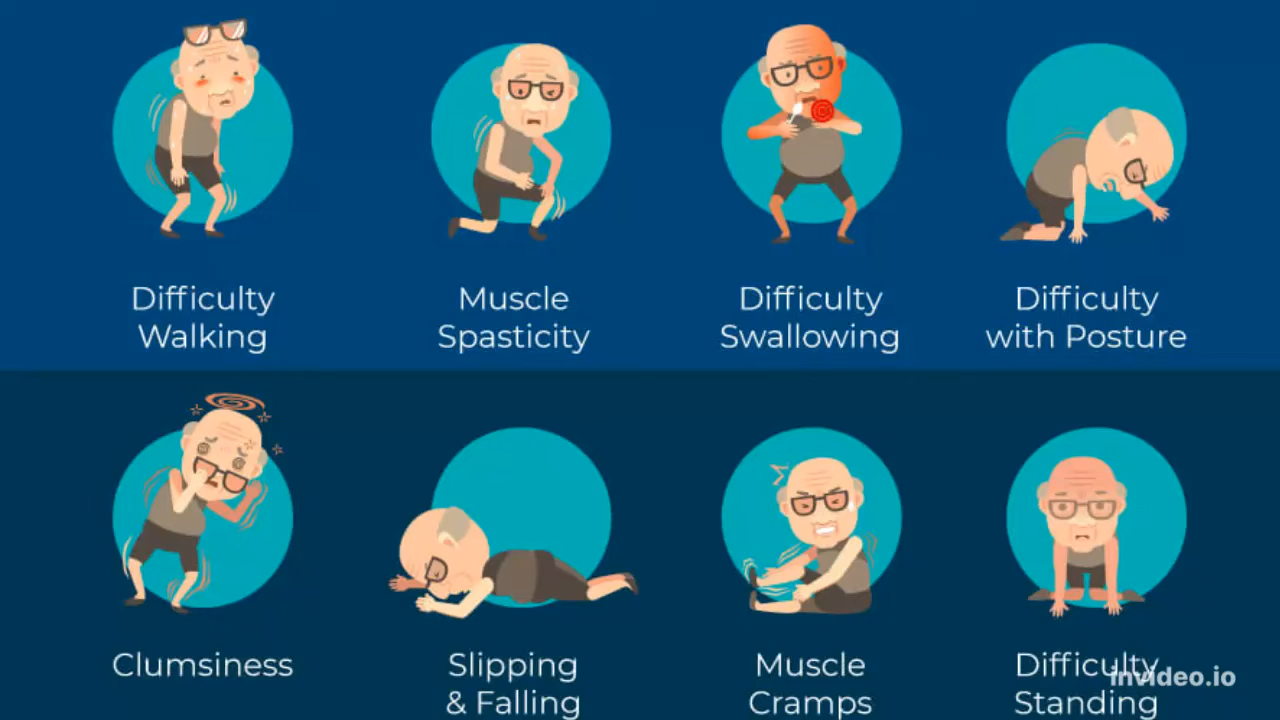 Difficulty
Walking
Muscle
Spasticity
Difficulty
Swallowing
Difficulty
with Posture
Clumsiness
Slipping
& Falling
Muscle
Cramps
Difficulty
Standing
invideo.io